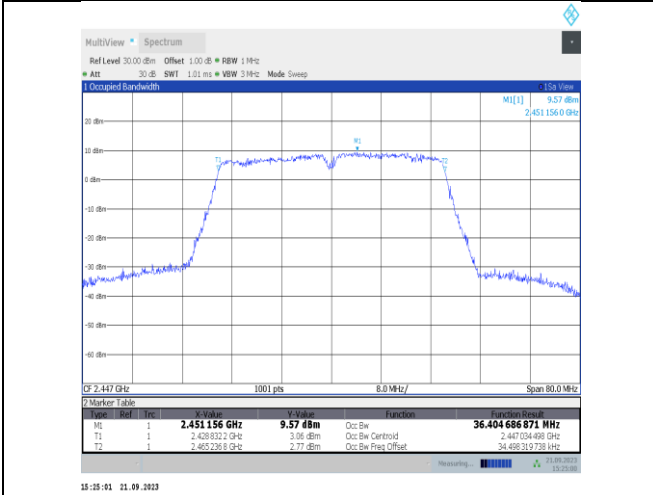 MultiView Spectrum
Ref Level 30.00 dBm Offset 1.00 dB RBW 1 MHz
Att 30 dB SWT 1.01 ms VBW 3 MHz Mode Sweep
1 Occupied Bandwidth 1Sa View
M1[1] 9.57 dBm
2.451 156 0 GHz
20 dBm
M1
10 dBm
T1 T2
0 dBm
-10 dBm
-20 dBm
-30 dBm
-40 dBm
-50 dBm
-60 dBm
CF 2.447 GHz 1001 pts 8.0 MHz/ Span 80.0 MHz
2 Marker Table
Type Ref Trc X-Value Y-Value Function Function Result
M1 1 2.451 156 GHz 9.57 dBm Occ Bw 36.404 686 871 MHz
T1 1 2.428 832 2 GHz 3.06 dBm Occ Bw Centroid 2.447 034 498 GHz
T2 1 2.465 236 8 GHz 2.77 dBm Occ Bw Freq Offset 34.498 319 738 kHz
Measuring... 21.09.2023
15:25:00
15:25:01 21.09.2023